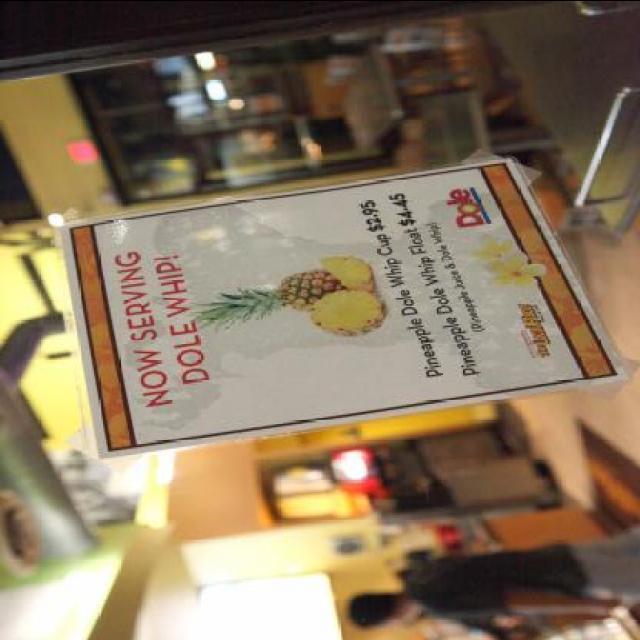 NOW SERVING
DOLE WHIP!
Pineapple Dole Whip Cup $2.95
Pineapple Dole Whip Float $4.45
(Pineapple Juice & Dole Whip)
Dole